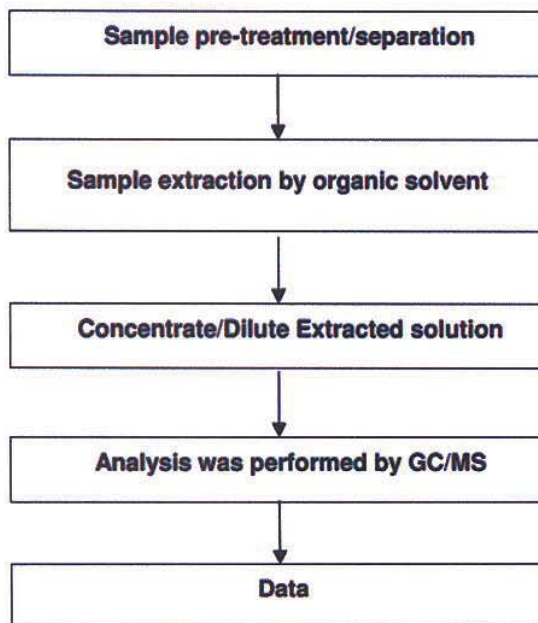 Sample pre-treatment/separation
Sample extraction by organic solvent
Concentrate/Dilute Extracted solution
Analysis was performed by GC/MS
Data